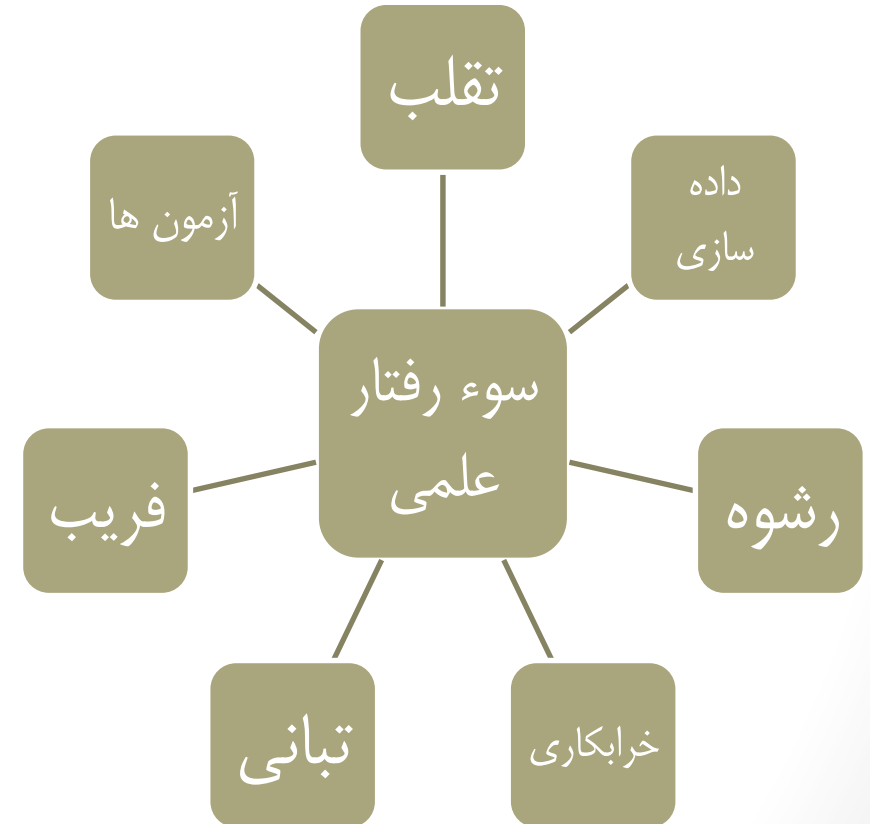 تقلب
داده
سازی
رشوه
خرابکاری
تبانی
فریب
آزمون ها
سوء رفتار
علمی